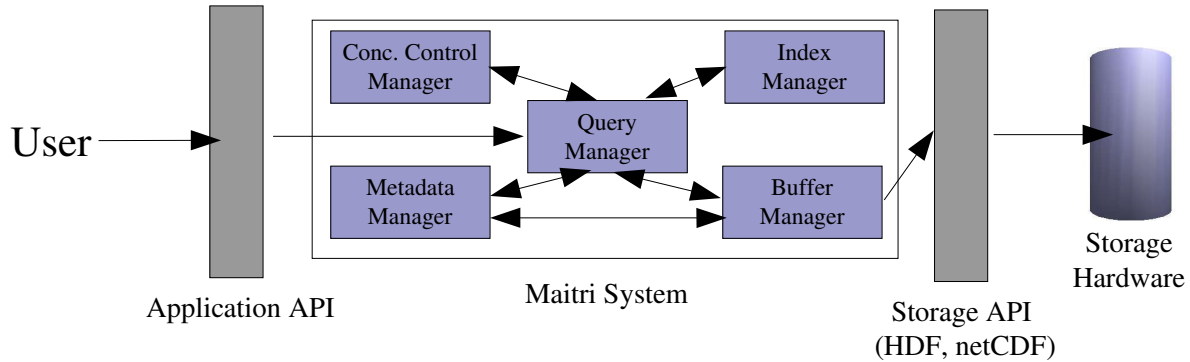 Conc. Control
Manager
Index
Manager
User
Query
Manager
Metadata
Manager
Buffer
Manager
Application API
Maitri System
Storage API
(HDF, netCDF)
Storage
Hardware